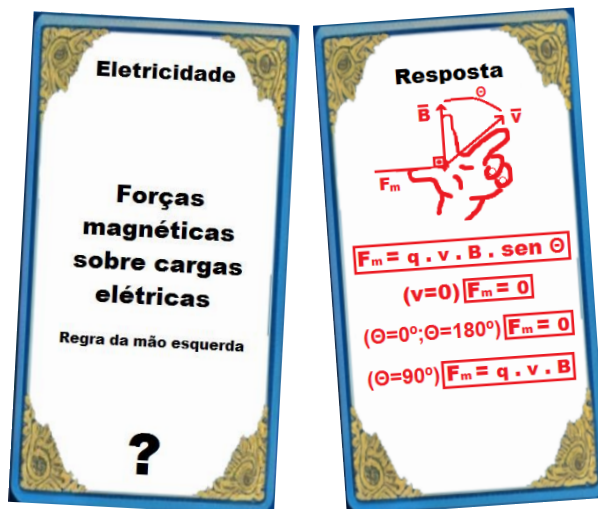 Eletricidade
Forças
magnéticas
sobre cargas
elétricas
Regra da mão esquerda
?
Resposta
Θ
B̅
v̅
Fₘ
Fₘ = q . v . B . sen Θ
(v=0) Fₘ = 0
(Θ=0º;Θ=180º) Fₘ = 0
(Θ=90º) Fₘ = q . v . B